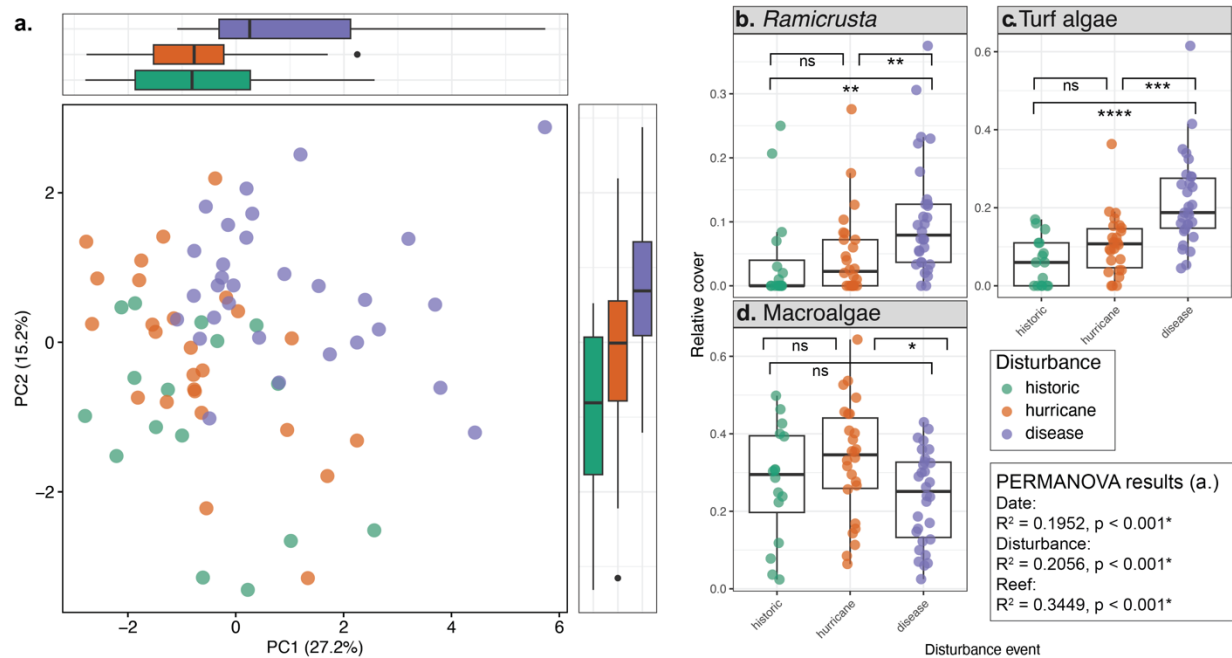 a.
PC2 (15.2%)
2
0
−2
−2
0
2
4
6
PC1 (27.2%)
b. Ramicrusta
ns
**
**
0.3
0.2
0.1
0.0
historic
hurricane
disease
c. Turf algae
ns
***
****
0.6
0.4
0.2
0.0
historic
hurricane
disease
Relative cover
d. Macroalgae
ns
*
ns
0.6
0.4
0.2
0.0
historic
hurricane
disease
Disturbance event
Disturbance
historic
hurricane
disease
PERMANOVA results (a.)
Date:
R² = 0.1952, p < 0.001*
Disturbance:
R² = 0.2056, p < 0.001*
Reef:
R² = 0.3449, p < 0.001*